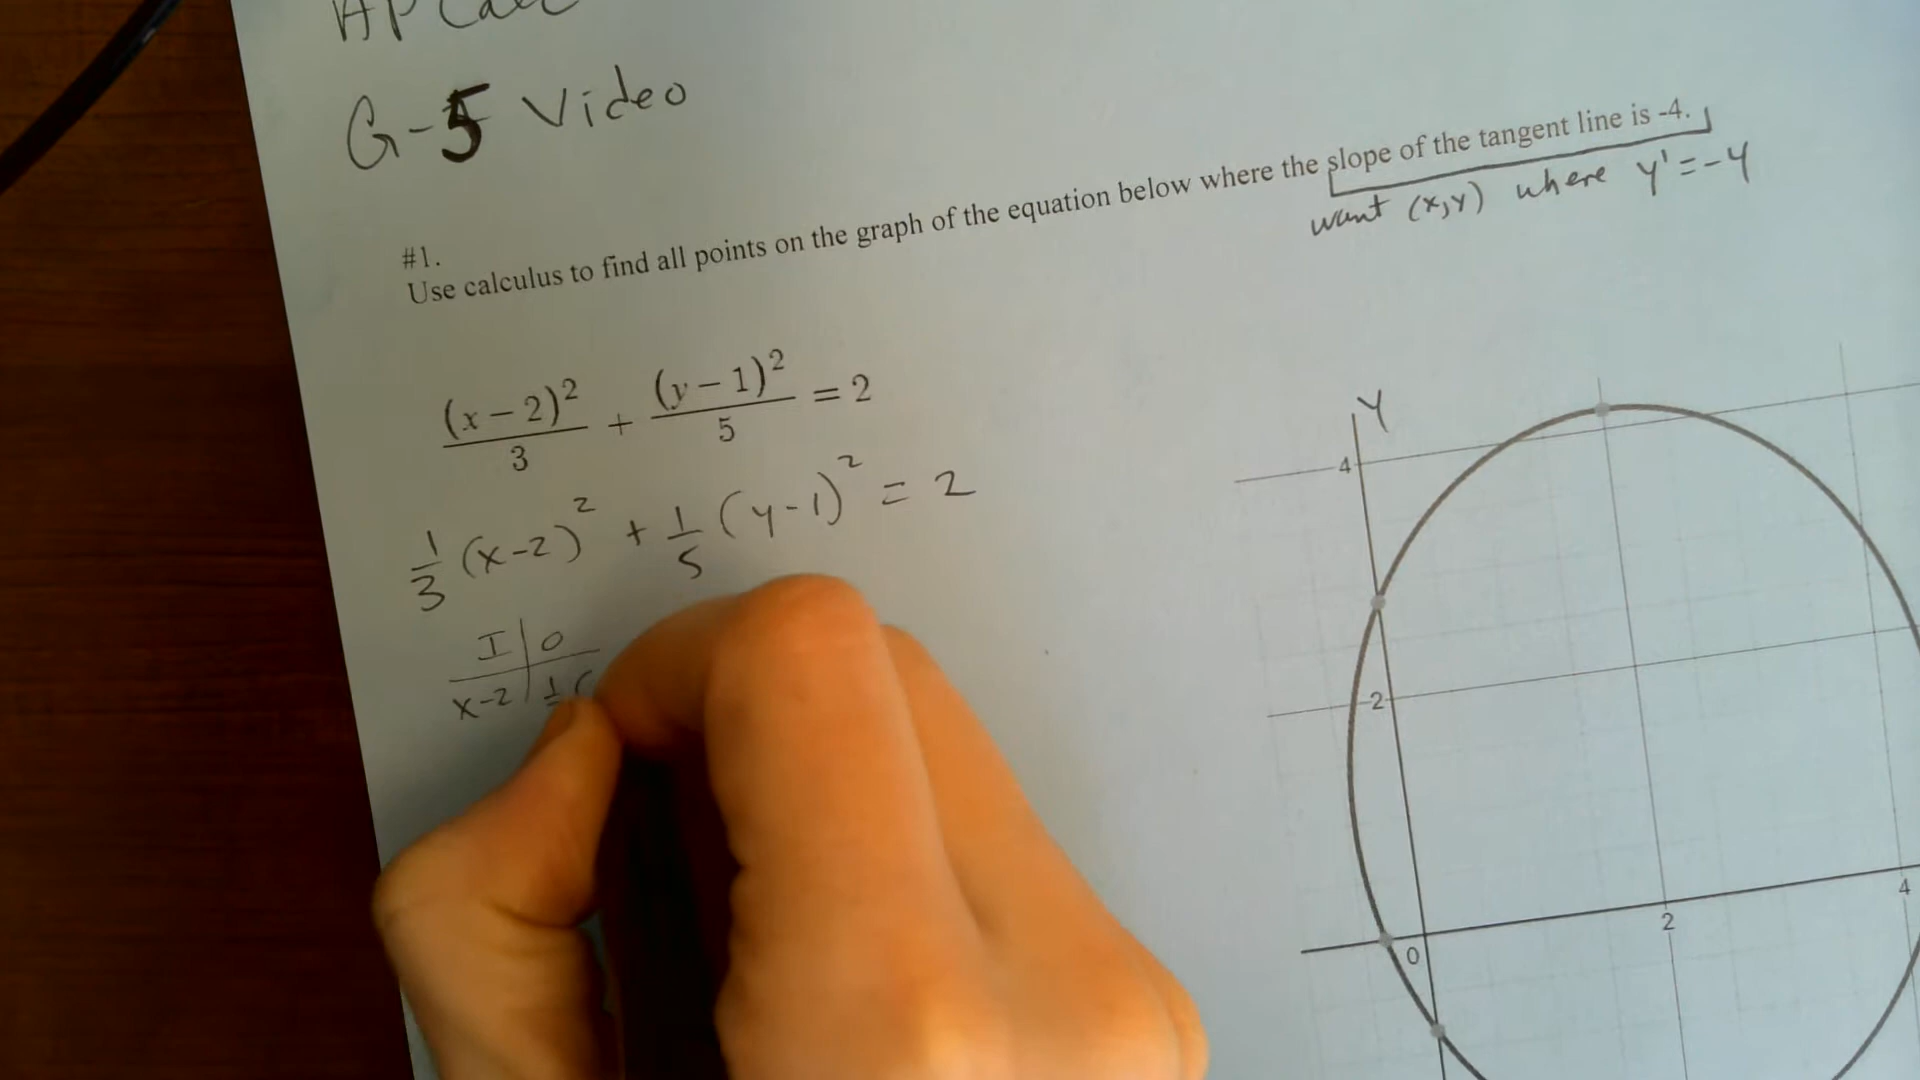 AP Calc
G-5 Video
#1.
Use calculus to find all points on the graph of the equation below where the slope of the tangent line is -4.
want (x,y) where y' = -4
(x − 2)²/3 + (y − 1)²/5 = 2
1/3 (x-2)² + 1/5 (y-1)² = 2
I | O
x-2 | 1
Y
4
2
0
2
4